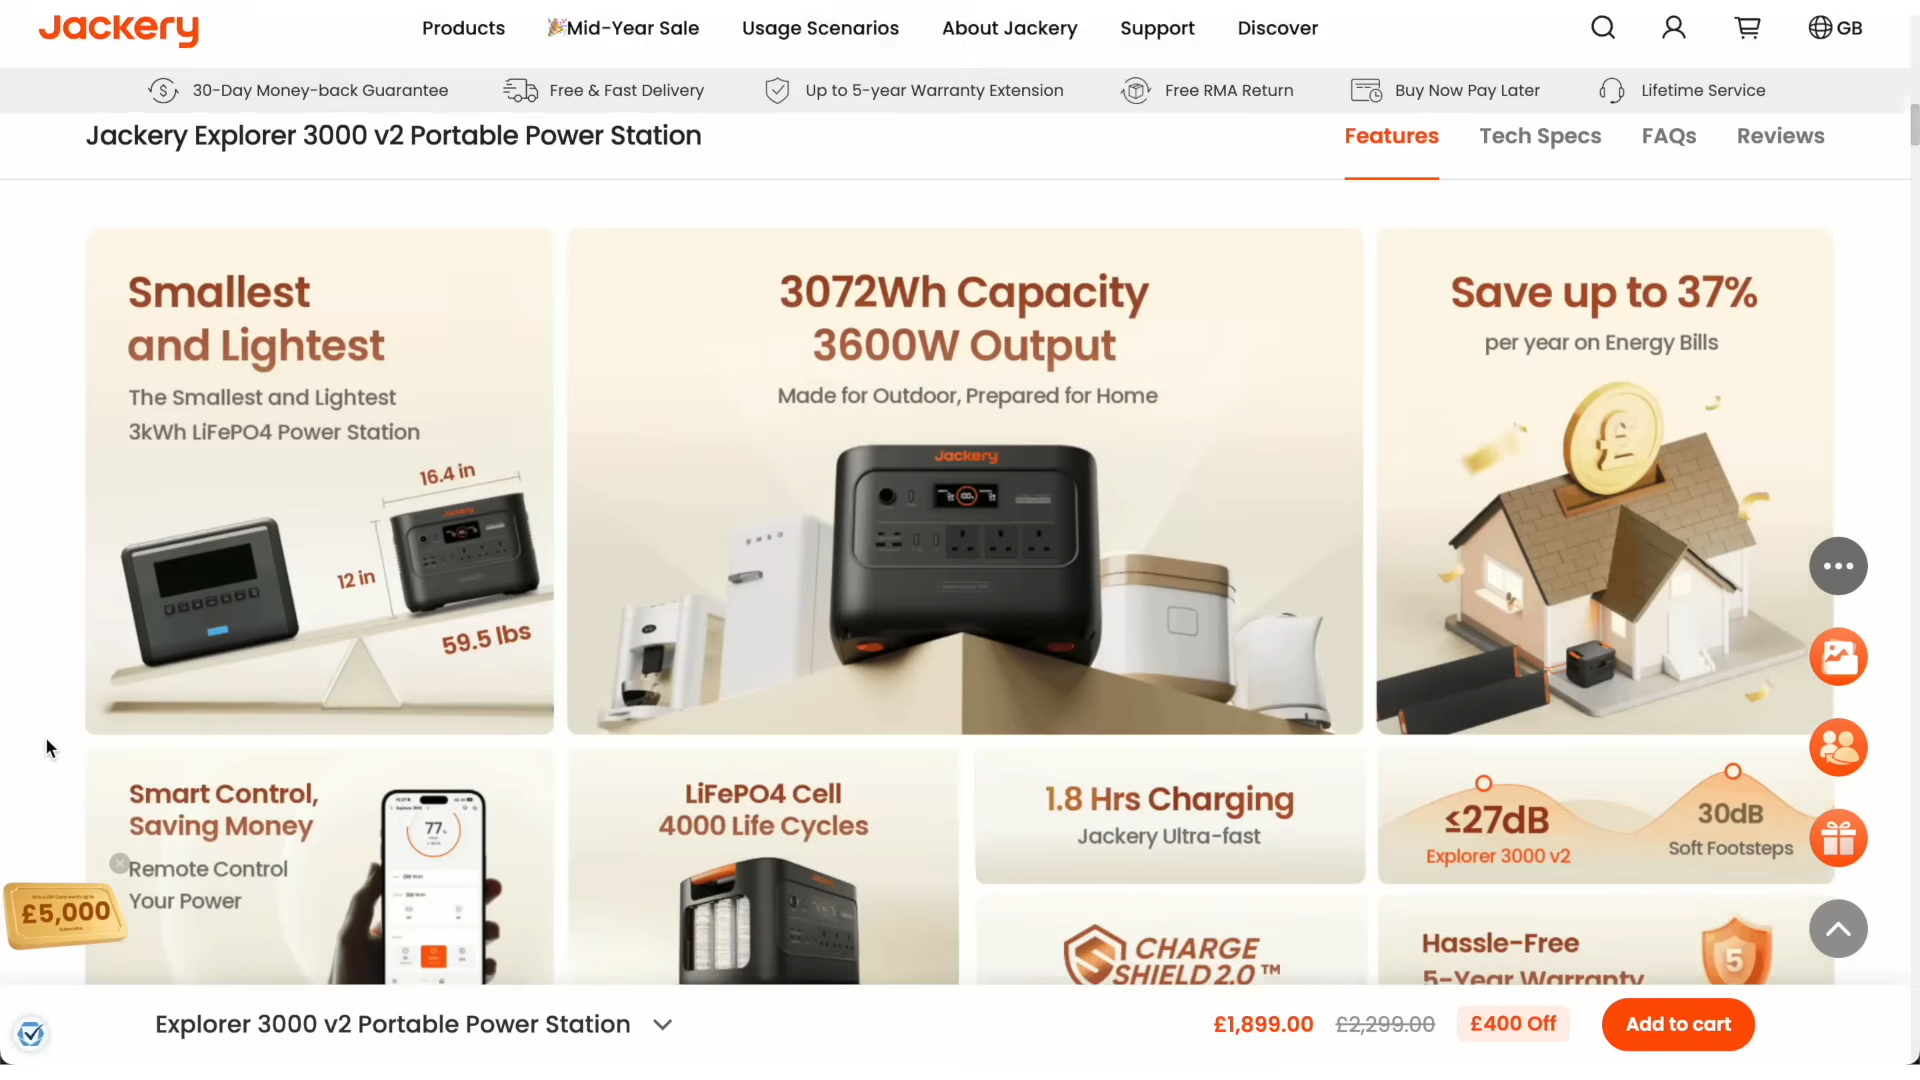 Jackery
Products
Mid-Year Sale
Usage Scenarios
About Jackery
Support
Discover
GB
30-Day Money-back Guarantee
Free & Fast Delivery
Up to 5-year Warranty Extension
Free RMA Return
Buy Now Pay Later
Lifetime Service
Jackery Explorer 3000 v2 Portable Power Station
Features
Tech Specs
FAQs
Reviews
Smallest
and Lightest
The Smallest and Lightest
3kWh LiFePO4 Power Station
16.4 in
12 in
59.5 lbs
3072Wh Capacity
3600W Output
Made for Outdoor, Prepared for Home
Jackery
Save up to 37%
per year on Energy Bills
£
Smart Control,
Saving Money
Remote Control
Your Power
77
LiFePO4 Cell
4000 Life Cycles
1.8 Hrs Charging
Jackery Ultra-fast
≤27dB
Explorer 3000 v2
30dB
Soft Footsteps
CHARGE
SHIELD 2.0™
Hassle-Free
5-Year Warranty
5
£5,000
Explorer 3000 v2 Portable Power Station
£1,899.00
£2,299.00
£400 Off
Add to cart